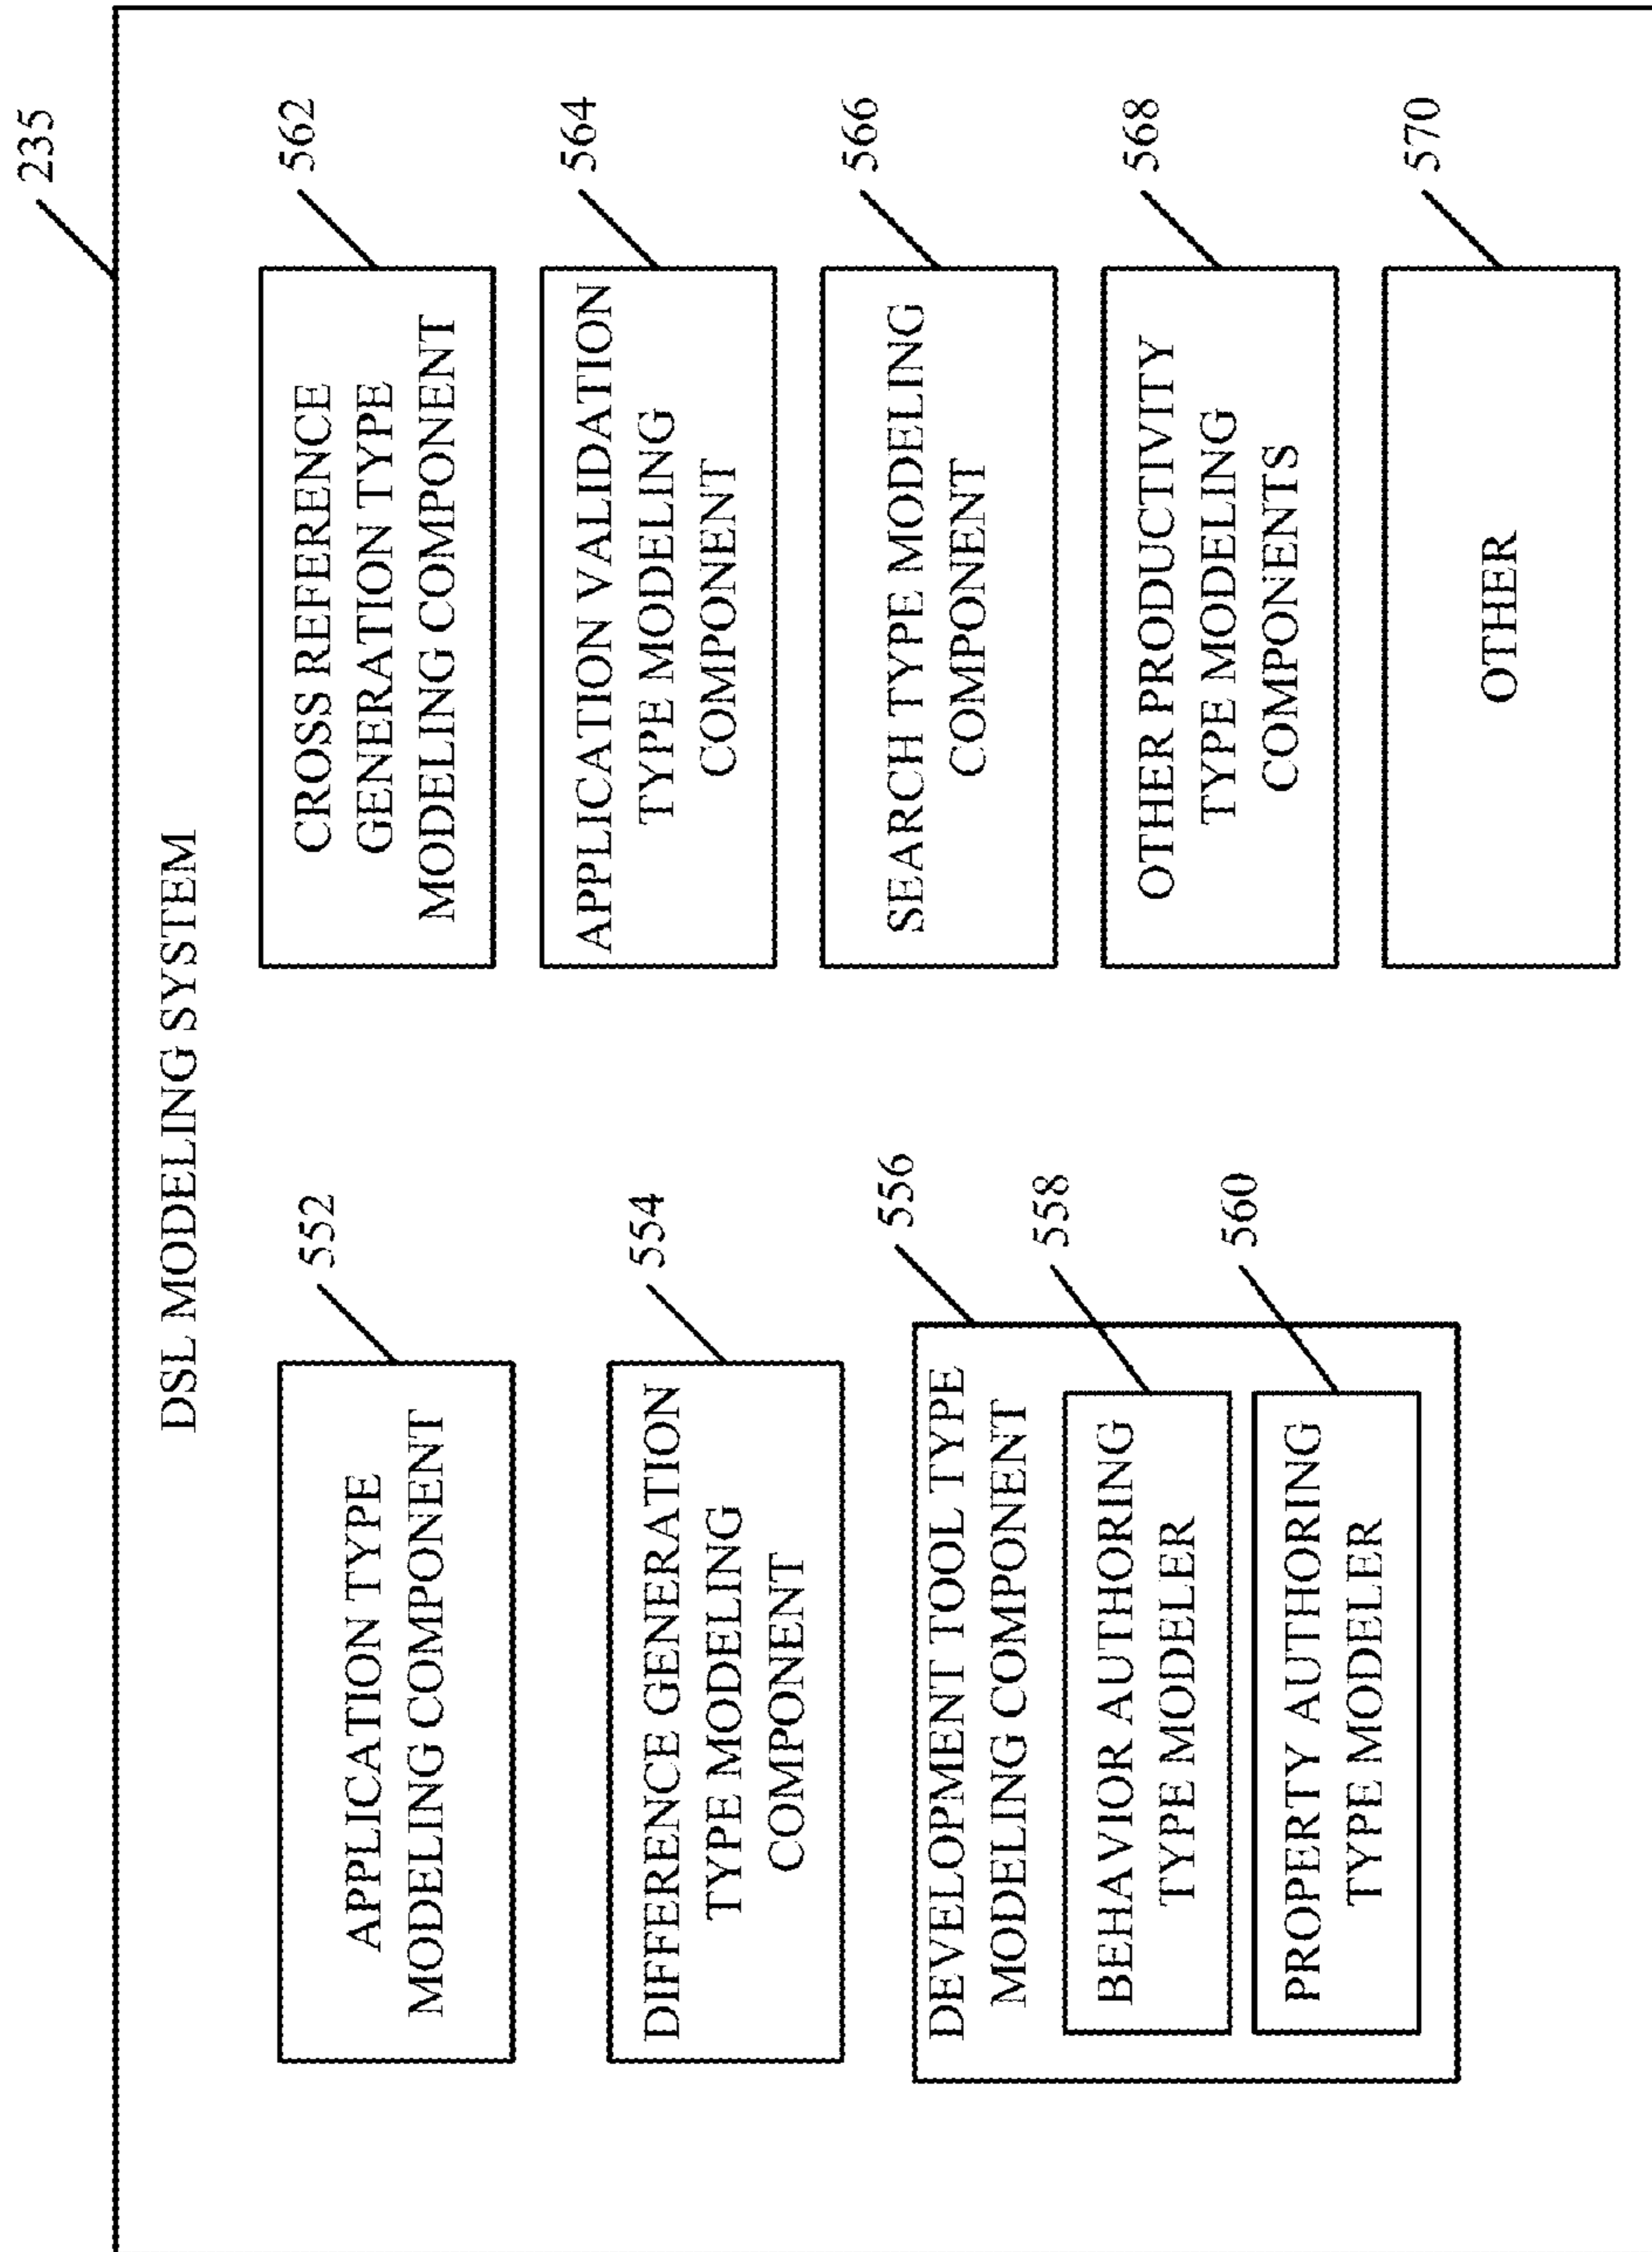 235
DSL MODELING SYSTEM
552
APPLICATION TYPE
MODELING COMPONENT
554
DIFFERENCE GENERATION
TYPE MODELING
COMPONENT
556
DEVELOPMENT TOOL TYPE
MODELING COMPONENT
558
BEHAVIOR AUTHORING
TYPE MODELER
560
PROPERTY AUTHORING
TYPE MODELER
562
CROSS REFERENCE
GENERATION TYPE
MODELING COMPONENT
564
APPLICATION VALIDATION
TYPE MODELING
COMPONENT
566
SEARCH TYPE MODELING
COMPONENT
568
OTHER PRODUCTIVITY
TYPE MODELING
COMPONENTS
570
OTHER